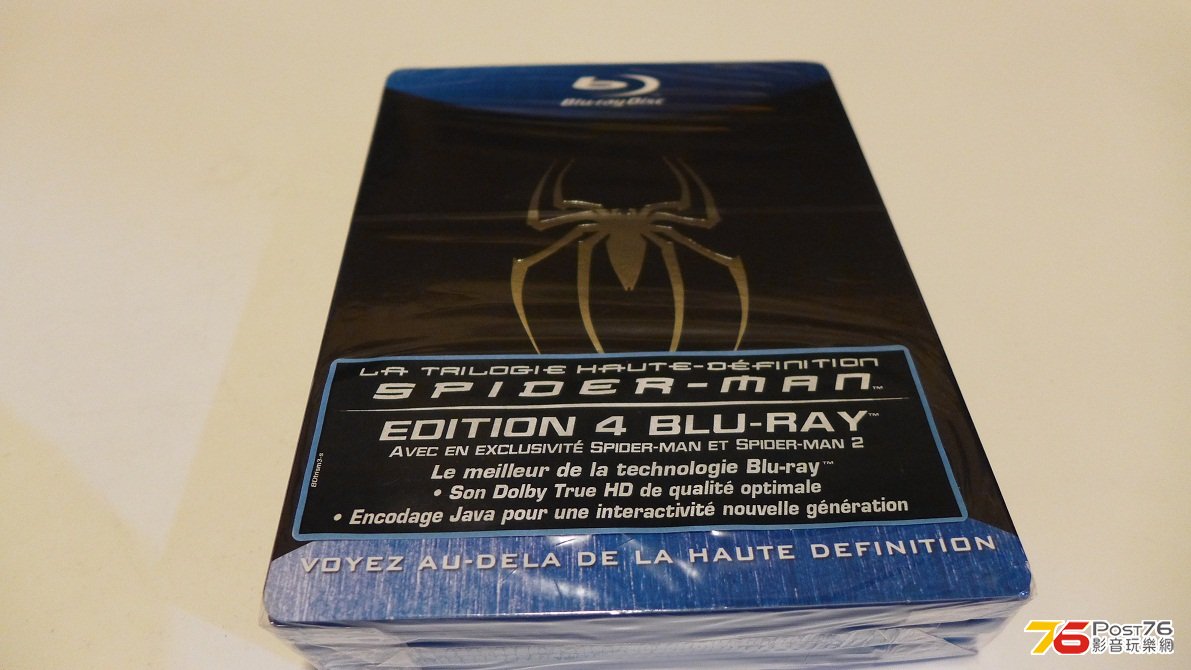 Blu-ray Disc
LA TRILOGIE HAUTE-DÉFINITION
SPIDER-MAN™
EDITION 4 BLU-RAY™
AVEC EN EXCLUSIVITÉ SPIDER-MAN ET SPIDER-MAN 2
Le meilleur de la technologie Blu-ray™
• Son Dolby True HD de qualité optimale
• Encodage Java pour une interactivité nouvelle génération
VOYEZ AU-DELA DE LA HAUTE DEFINITION
76 Post76
影音玩樂網